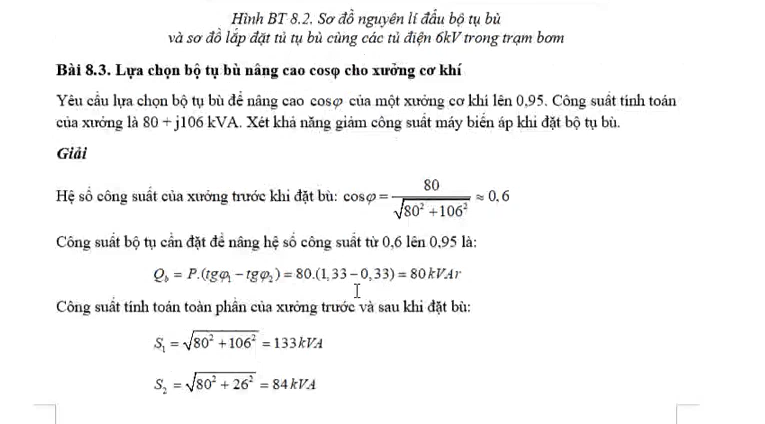 Hình BT 8.2. Sơ đồ nguyên lí đấu bộ tụ bù
và sơ đồ lắp đặt tủ tụ bù cùng các tủ điện 6kV trong trạm bơm
Bài 8.3. Lựa chọn bộ tụ bù nâng cao cosφ cho xưởng cơ khí
Yêu cầu lựa chọn bộ tụ bù để nâng cao cosφ của một xưởng cơ khí lên 0,95. Công suất tính toán
của xưởng là 80 + j106 kVA. Xét khả năng giảm công suất máy biến áp khi đặt bộ tụ bù.
Giải
Hệ số công suất của xưởng trước khi đặt bù: cosφ = 80 / √(80² + 106²) ≈ 0,6
Công suất bộ tụ cần đặt để nâng hệ số công suất từ 0,6 lên 0,95 là:
Q_b = P.(tgφ₁ − tgφ₂) = 80.(1,33 − 0,33) = 80 kVAr
Công suất tính toán toàn phần của xưởng trước và sau khi đặt bù:
S₁ = √(80² + 106²) = 133 kVA
S₂ = √(80² + 26²) = 84 kVA